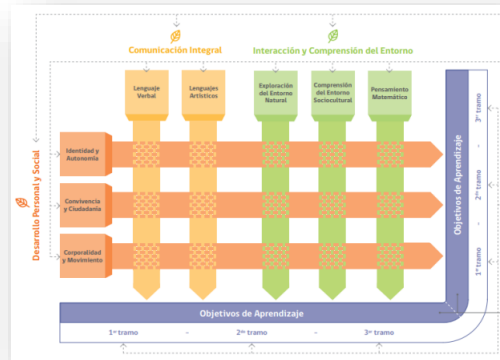 Comunicación Integral
Interacción y Comprensión del Entorno
Lenguaje
Verbal
Lenguajes
Artísticos
Exploración
del Entorno
Natural
Comprensión
del Entorno
Sociocultural
Pensamiento
Matemático
Desarrollo Personal y Social
Identidad y
Autonomía
Convivencia
y Ciudadanía
Corporalidad
y Movimiento
Objetivos de Aprendizaje
3er tramo
-
2do tramo
-
1er tramo
Objetivos de Aprendizaje
1er tramo - 2do tramo - 3er tramo